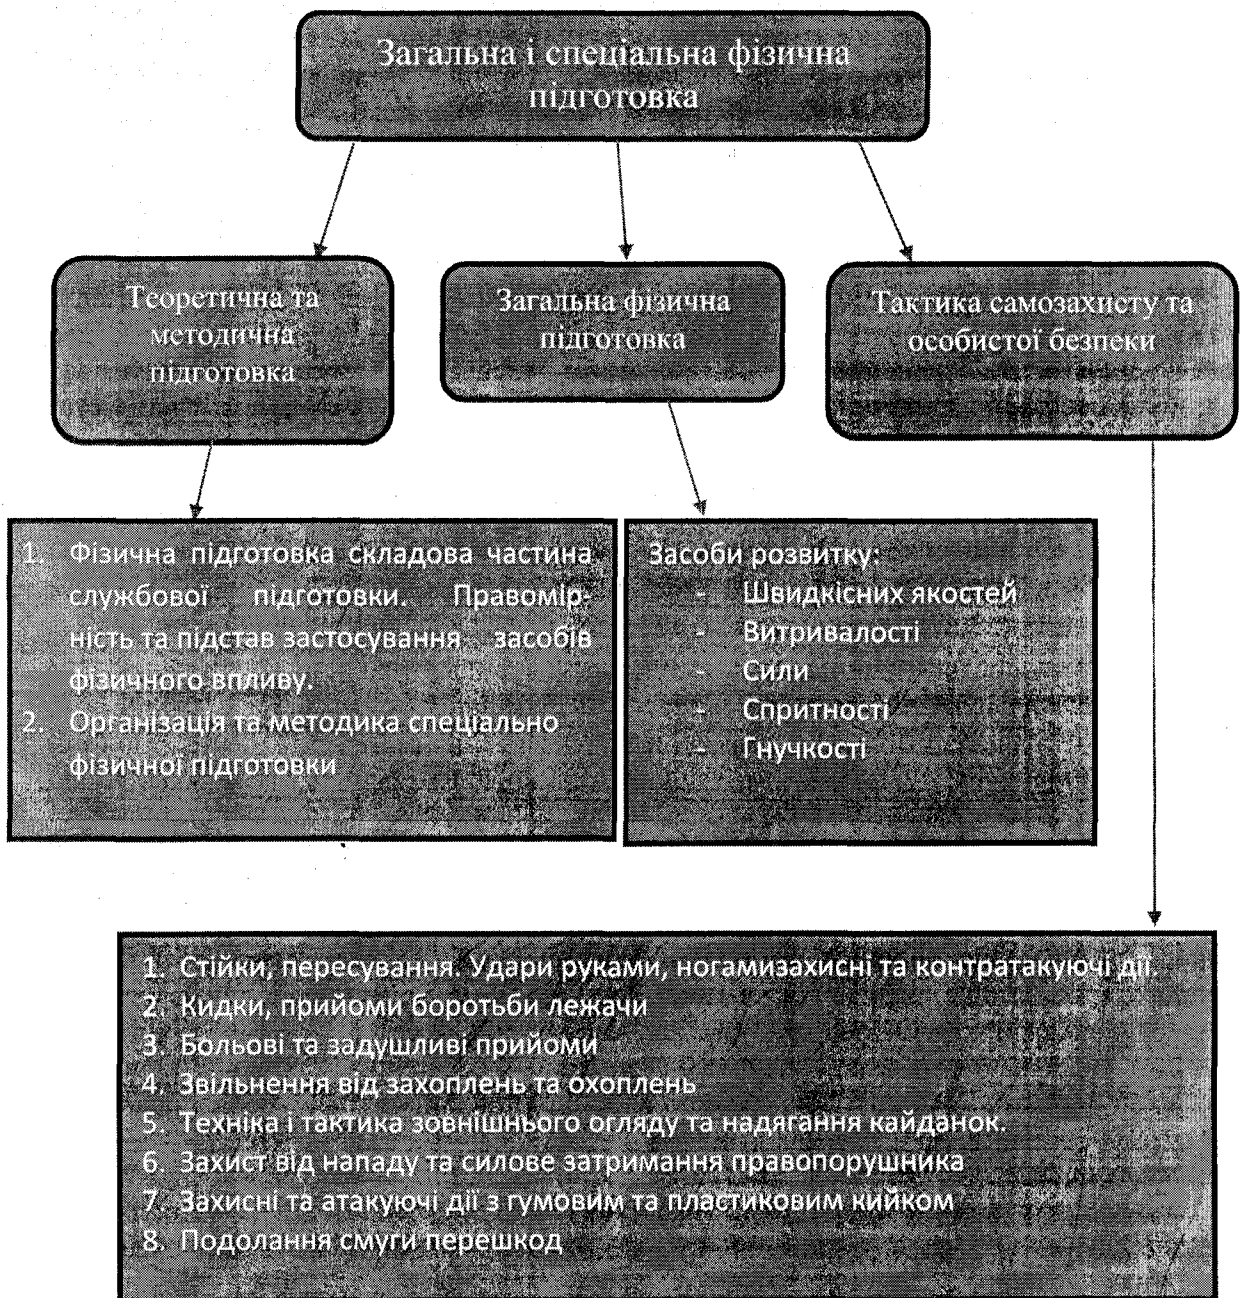 Загальна і спеціальна фізична
підготовка
Теоретична та
методична
підготовка
Загальна фізична
підготовка
Тактика самозахисту та
особистої безпеки
1. Фізична підготовка складова частина
службової підготовки. Правомір-
ність та підстав застосування засобів
фізичного впливу.
2. Організація та методика спеціально
фізичної підготовки
Засоби розвитку:
- Швидкісних якостей
- Витривалості
- Сили
- Спритності
- Гнучкості
1. Стійки, пересування. Удари руками, ногамизахисні та контратакуючі дії.
2. Кидки, прийоми боротьби лежачи
3. Больові та задушливі прийоми
4. Звільнення від захоплень та охоплень
5. Техніка і тактика зовнішнього огляду та надягання кайданок.
6. Захист від нападу та силове затримання правопорушника
7. Захисні та атакуючі дії з гумовим та пластиковим кийком
8. Подолання смуги перешкод